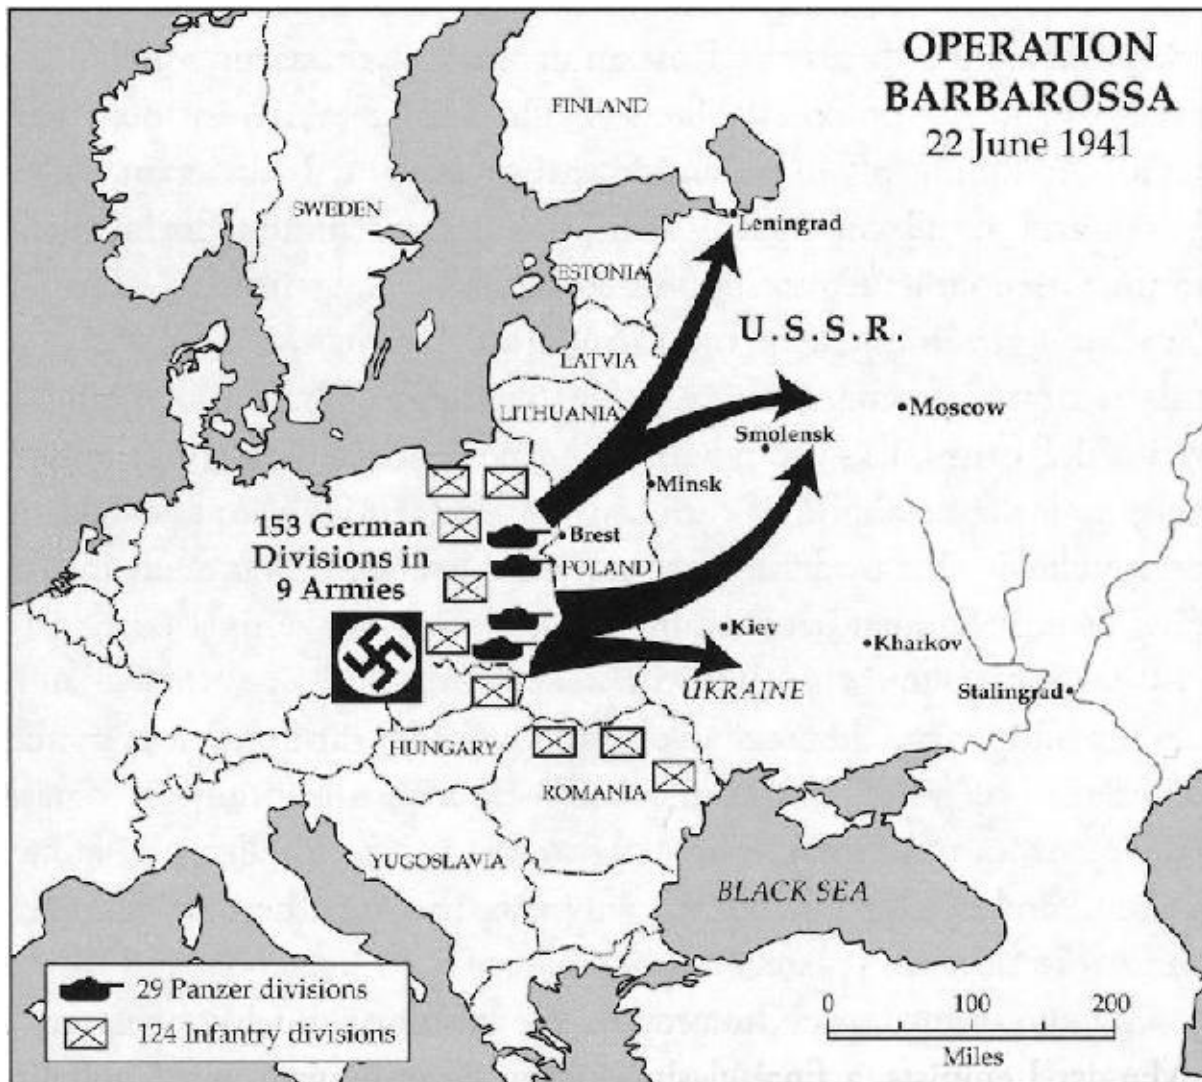 OPERATION
BARBAROSSA
22 June 1941
FINLAND
SWEDEN
Leningrad
ESTONIA
U.S.S.R.
LATVIA
LITHUANIA
Moscow
Smolensk
Minsk
153 German
Divisions in
9 Armies
Brest
POLAND
Kiev
Kharkov
UKRAINE
Stalingrad
HUNGARY
ROMANIA
YUGOSLAVIA
BLACK SEA
29 Panzer divisions
124 Infantry divisions
0 100 200
Miles